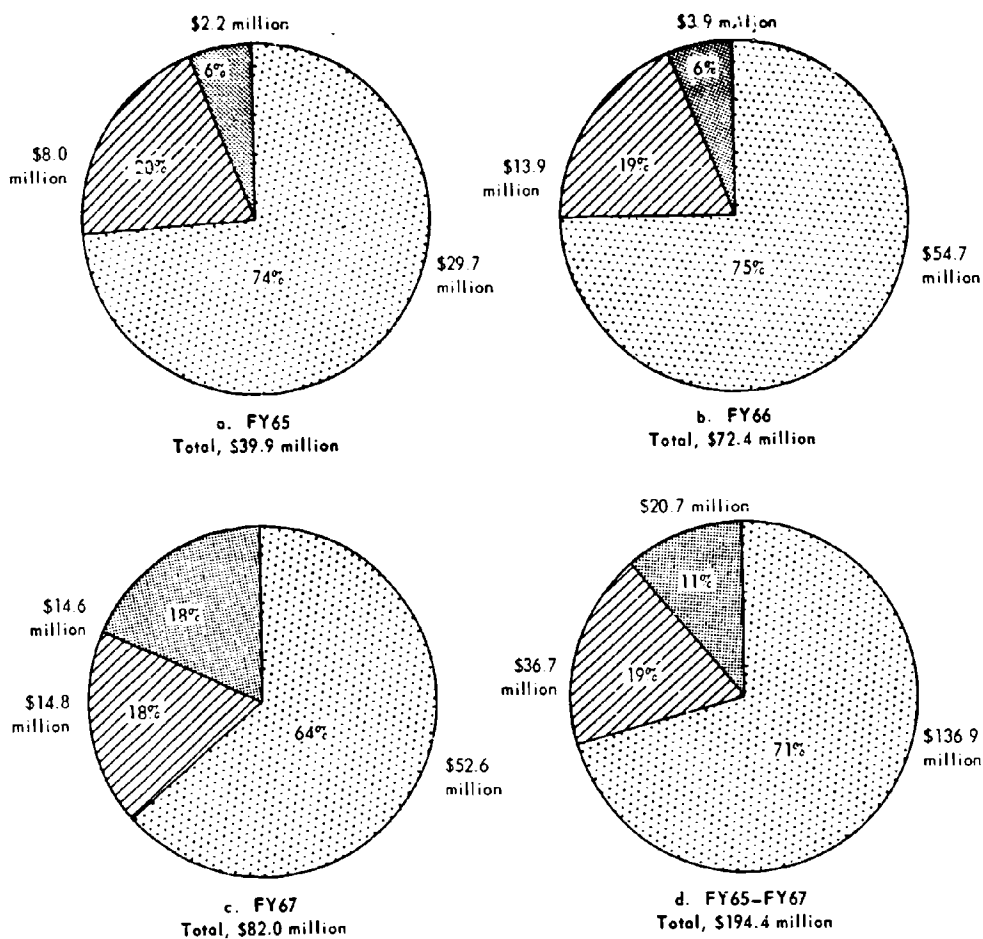 $2.2 million
6%
$8.0
million
20%
74%
$29.7
million
a. FY65
Total, $39.9 million
$3.9 million
6%
$13.9
million
19%
75%
$54.7
million
b. FY66
Total, $72.4 million
$14.6
million
18%
$14.8
million
18%
64%
$52.6
million
c. FY67
Total, $82.0 million
$20.7 million
11%
$36.7
million
19%
71%
$136.9
million
d. FY65–FY67
Total, $194.4 million